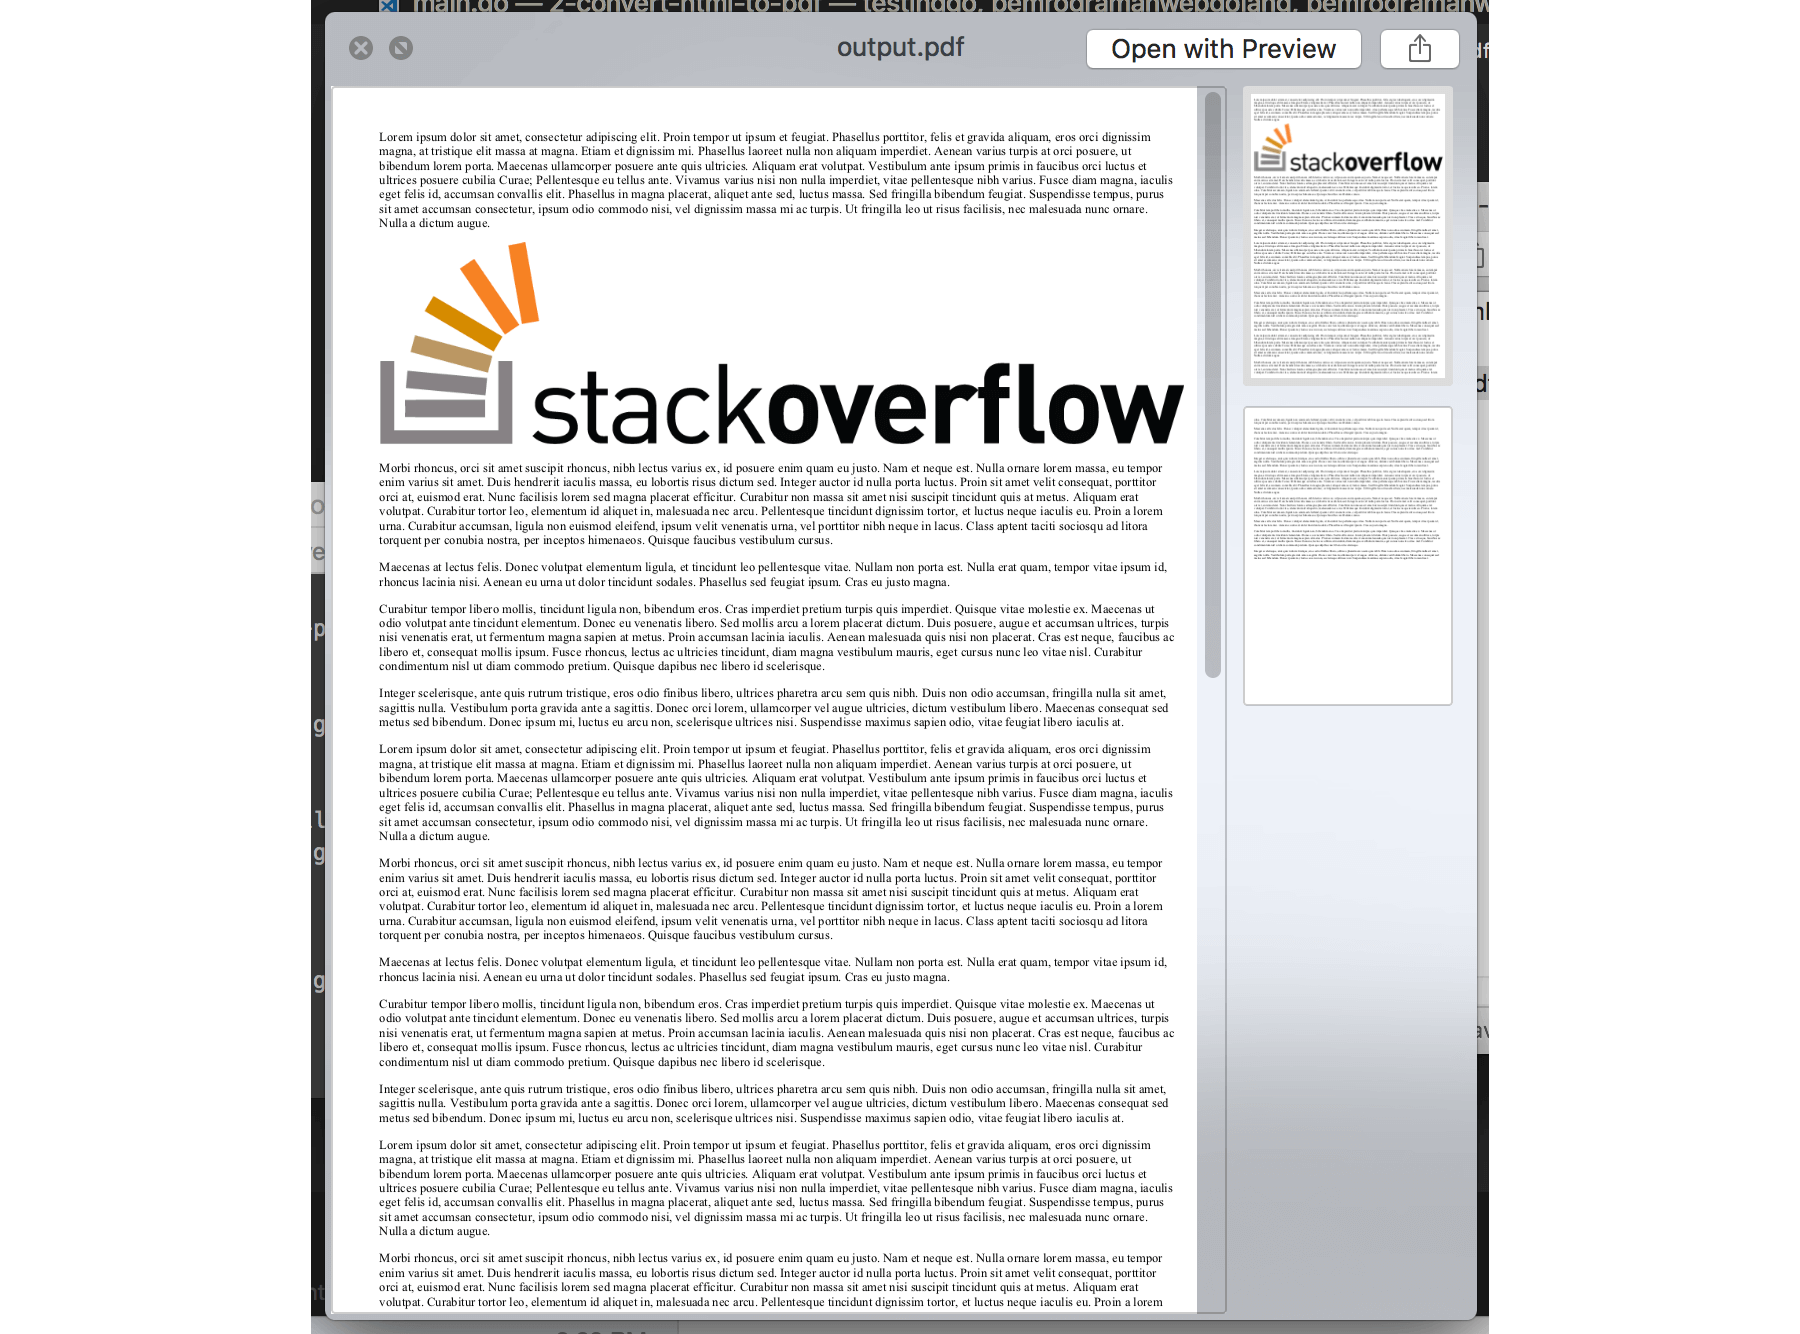 main.go — 2-convert-html-to-pdf — testinggo, pemrogramanwebgolang, pemrogramanw
output.pdf
Open with Preview
Lorem ipsum dolor sit amet, consectetur adipiscing elit. Proin tempor ut ipsum et feugiat. Phasellus porttitor, felis et gravida aliquam, eros orci dignissim
magna, at tristique elit massa at magna. Etiam et dignissim mi. Phasellus laoreet nulla non aliquam imperdiet. Aenean varius turpis at orci posuere, ut
bibendum lorem porta. Maecenas ullamcorper posuere ante quis ultricies. Aliquam erat volutpat. Vestibulum ante ipsum primis in faucibus orci luctus et
ultrices posuere cubilia Curae; Pellentesque eu tellus ante. Vivamus varius nisi non nulla imperdiet, vitae pellentesque nibh varius. Fusce diam magna, iaculis
eget felis id, accumsan convallis elit. Phasellus in magna placerat, aliquet ante sed, luctus massa. Sed fringilla bibendum feugiat. Suspendisse tempus, purus
sit amet accumsan consectetur, ipsum odio commodo nisi, vel dignissim massa mi ac turpis. Ut fringilla leo ut risus facilisis, nec malesuada nunc ornare.
Nulla a dictum augue.
stackoverflow
Morbi rhoncus, orci sit amet suscipit rhoncus, nibh lectus varius ex, id posuere enim quam eu justo. Nam et neque est. Nulla ornare lorem massa, eu tempor
enim varius sit amet. Duis hendrerit iaculis massa, eu lobortis risus dictum sed. Integer auctor id nulla porta luctus. Proin sit amet velit consequat, porttitor
orci at, euismod erat. Nunc facilisis lorem sed magna placerat efficitur. Curabitur non massa sit amet nisi suscipit tincidunt quis at metus. Aliquam erat
volutpat. Curabitur tortor leo, elementum id aliquet in, malesuada nec arcu. Pellentesque tincidunt dignissim tortor, et luctus neque iaculis eu. Proin a lorem
urna. Curabitur accumsan, ligula non euismod eleifend, ipsum velit venenatis urna, vel porttitor nibh neque in lacus. Class aptent taciti sociosqu ad litora
torquent per conubia nostra, per inceptos himenaeos. Quisque faucibus vestibulum cursus.
Maecenas at lectus felis. Donec volutpat elementum ligula, et tincidunt leo pellentesque vitae. Nullam non porta est. Nulla erat quam, tempor vitae ipsum id,
rhoncus lacinia nisi. Aenean eu urna ut dolor tincidunt sodales. Phasellus sed feugiat ipsum. Cras eu justo magna.
Curabitur tempor libero mollis, tincidunt ligula non, bibendum eros. Cras imperdiet pretium turpis quis imperdiet. Quisque vitae molestie ex. Maecenas ut
odio volutpat ante tincidunt elementum. Donec eu venenatis libero. Sed mollis arcu a lorem placerat dictum. Duis posuere, augue et accumsan ultrices, turpis
nisi venenatis erat, ut fermentum magna sapien at metus. Proin accumsan lacinia iaculis. Aenean malesuada quis nisi non placerat. Cras est neque, faucibus ac
libero et, consequat mollis ipsum. Fusce rhoncus, lectus ac ultricies tincidunt, diam magna vestibulum mauris, eget cursus nunc leo vitae nisl. Curabitur
condimentum nisl ut diam commodo pretium. Quisque dapibus nec libero id scelerisque.
Integer scelerisque, ante quis rutrum tristique, eros odio finibus libero, ultrices pharetra arcu sem quis nibh. Duis non odio accumsan, fringilla nulla sit amet,
sagittis nulla. Vestibulum porta gravida ante a sagittis. Donec orci lorem, ullamcorper vel augue ultricies, dictum vestibulum libero. Maecenas consequat sed
metus sed bibendum. Donec ipsum mi, luctus eu arcu non, scelerisque ultrices nisi. Suspendisse maximus sapien odio, vitae feugiat libero iaculis at.
Lorem ipsum dolor sit amet, consectetur adipiscing elit. Proin tempor ut ipsum et feugiat. Phasellus porttitor, felis et gravida aliquam, eros orci dignissim
magna, at tristique elit massa at magna. Etiam et dignissim mi. Phasellus laoreet nulla non aliquam imperdiet. Aenean varius turpis at orci posuere, ut
bibendum lorem porta. Maecenas ullamcorper posuere ante quis ultricies. Aliquam erat volutpat. Vestibulum ante ipsum primis in faucibus orci luctus et
ultrices posuere cubilia Curae; Pellentesque eu tellus ante. Vivamus varius nisi non nulla imperdiet, vitae pellentesque nibh varius. Fusce diam magna, iaculis
eget felis id, accumsan convallis elit. Phasellus in magna placerat, aliquet ante sed, luctus massa. Sed fringilla bibendum feugiat. Suspendisse tempus, purus
sit amet accumsan consectetur, ipsum odio commodo nisi, vel dignissim massa mi ac turpis. Ut fringilla leo ut risus facilisis, nec malesuada nunc ornare.
Nulla a dictum augue.
Morbi rhoncus, orci sit amet suscipit rhoncus, nibh lectus varius ex, id posuere enim quam eu justo. Nam et neque est. Nulla ornare lorem massa, eu tempor
enim varius sit amet. Duis hendrerit iaculis massa, eu lobortis risus dictum sed. Integer auctor id nulla porta luctus. Proin sit amet velit consequat, porttitor
orci at, euismod erat. Nunc facilisis lorem sed magna placerat efficitur. Curabitur non massa sit amet nisi suscipit tincidunt quis at metus. Aliquam erat
volutpat. Curabitur tortor leo, elementum id aliquet in, malesuada nec arcu. Pellentesque tincidunt dignissim tortor, et luctus neque iaculis eu. Proin a lorem
urna. Curabitur accumsan, ligula non euismod eleifend, ipsum velit venenatis urna, vel porttitor nibh neque in lacus. Class aptent taciti sociosqu ad litora
torquent per conubia nostra, per inceptos himenaeos. Quisque faucibus vestibulum cursus.
Maecenas at lectus felis. Donec volutpat elementum ligula, et tincidunt leo pellentesque vitae. Nullam non porta est. Nulla erat quam, tempor vitae ipsum id,
rhoncus lacinia nisi. Aenean eu urna ut dolor tincidunt sodales. Phasellus sed feugiat ipsum. Cras eu justo magna.
Curabitur tempor libero mollis, tincidunt ligula non, bibendum eros. Cras imperdiet pretium turpis quis imperdiet. Quisque vitae molestie ex. Maecenas ut
odio volutpat ante tincidunt elementum. Donec eu venenatis libero. Sed mollis arcu a lorem placerat dictum. Duis posuere, augue et accumsan ultrices, turpis
nisi venenatis erat, ut fermentum magna sapien at metus. Proin accumsan lacinia iaculis. Aenean malesuada quis nisi non placerat. Cras est neque, faucibus ac
libero et, consequat mollis ipsum. Fusce rhoncus, lectus ac ultricies tincidunt, diam magna vestibulum mauris, eget cursus nunc leo vitae nisl. Curabitur
condimentum nisl ut diam commodo pretium. Quisque dapibus nec libero id scelerisque.
Integer scelerisque, ante quis rutrum tristique, eros odio finibus libero, ultrices pharetra arcu sem quis nibh. Duis non odio accumsan, fringilla nulla sit amet,
sagittis nulla. Vestibulum porta gravida ante a sagittis. Donec orci lorem, ullamcorper vel augue ultricies, dictum vestibulum libero. Maecenas consequat sed
metus sed bibendum. Donec ipsum mi, luctus eu arcu non, scelerisque ultrices nisi. Suspendisse maximus sapien odio, vitae feugiat libero iaculis at.
Lorem ipsum dolor sit amet, consectetur adipiscing elit. Proin tempor ut ipsum et feugiat. Phasellus porttitor, felis et gravida aliquam, eros orci dignissim
magna, at tristique elit massa at magna. Etiam et dignissim mi. Phasellus laoreet nulla non aliquam imperdiet. Aenean varius turpis at orci posuere, ut
bibendum lorem porta. Maecenas ullamcorper posuere ante quis ultricies. Aliquam erat volutpat. Vestibulum ante ipsum primis in faucibus orci luctus et
ultrices posuere cubilia Curae; Pellentesque eu tellus ante. Vivamus varius nisi non nulla imperdiet, vitae pellentesque nibh varius. Fusce diam magna, iaculis
eget felis id, accumsan convallis elit. Phasellus in magna placerat, aliquet ante sed, luctus massa. Sed fringilla bibendum feugiat. Suspendisse tempus, purus
sit amet accumsan consectetur, ipsum odio commodo nisi, vel dignissim massa mi ac turpis. Ut fringilla leo ut risus facilisis, nec malesuada nunc ornare.
Nulla a dictum augue.
Morbi rhoncus, orci sit amet suscipit rhoncus, nibh lectus varius ex, id posuere enim quam eu justo. Nam et neque est. Nulla ornare lorem massa, eu tempor
enim varius sit amet. Duis hendrerit iaculis massa, eu lobortis risus dictum sed. Integer auctor id nulla porta luctus. Proin sit amet velit consequat, porttitor
orci at, euismod erat. Nunc facilisis lorem sed magna placerat efficitur. Curabitur non massa sit amet nisi suscipit tincidunt quis at metus. Aliquam erat
volutpat. Curabitur tortor leo, elementum id aliquet in, malesuada nec arcu. Pellentesque tincidunt dignissim tortor, et luctus neque iaculis eu. Proin a lorem
stackoverflow